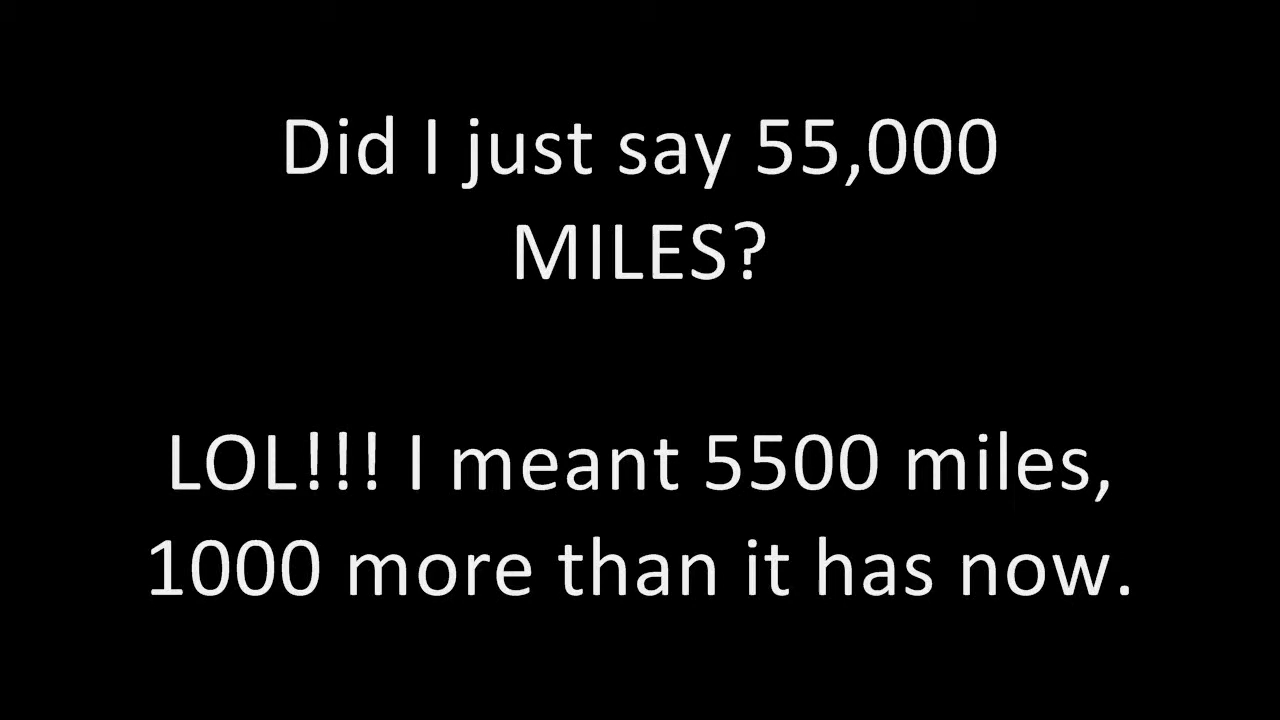 Did I just say 55,000
MILES?
LOL!!! I meant 5500 miles,
1000 more than it has now.